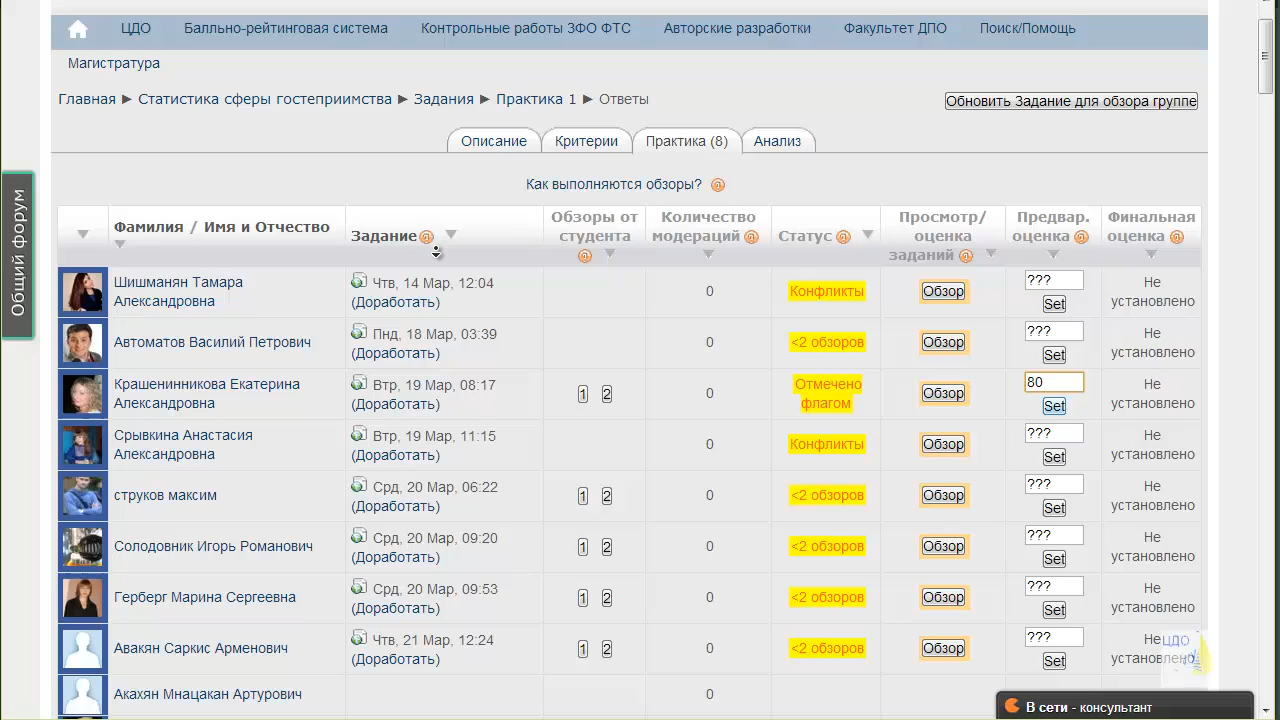 ЦДО Балльно-рейтинговая система Контрольные работы ЗФО ФТС Авторские разработки Факультет ДПО Поиск/Помощь
Магистратура
Главная ► Статистика сферы гостеприимства ► Задания ► Практика 1 ► Ответы
Обновить Задание для обзора группе
Описание Критерии Практика (8) Анализ
Общий форум
Как выполняются обзоры?
Фамилия / Имя и Отчество
Задание
Обзоры от
студента
Количество
модераций
Статус
Просмотр/
оценка
заданий
Предвар.
оценка
Финальная
оценка
Шишманян Тамара
Александровна
Чтв, 14 Мар, 12:04
(Доработать)
0
Конфликты
Обзор
???
Set
Не
установлено
Автоматов Василий Петрович
Пнд, 18 Мар, 03:39
(Доработать)
0
<2 обзоров
Обзор
???
Set
Не
установлено
Крашенинникова Екатерина
Александровна
Втр, 19 Мар, 08:17
(Доработать)
1 2
0
Отмечено
флагом
Обзор
80
Set
Не
установлено
Срывкина Анастасия
Александровна
Втр, 19 Мар, 11:15
(Доработать)
0
Конфликты
Обзор
???
Set
Не
установлено
струков максим
Срд, 20 Мар, 06:22
(Доработать)
1 2
0
<2 обзоров
Обзор
???
Set
Не
установлено
Солодовник Игорь Романович
Срд, 20 Мар, 09:20
(Доработать)
1 2
0
<2 обзоров
Обзор
???
Set
Не
установлено
Герберг Марина Сергеевна
Срд, 20 Мар, 09:53
(Доработать)
1 2
0
<2 обзоров
Обзор
???
Set
Не
установлено
Авакян Саркис Арменович
Чтв, 21 Мар, 12:24
(Доработать)
1 2
0
<2 обзоров
Обзор
???
Set
Не
установлено
ЦДО
Акахян Мнацакан Артурович
0
В сети - консультант